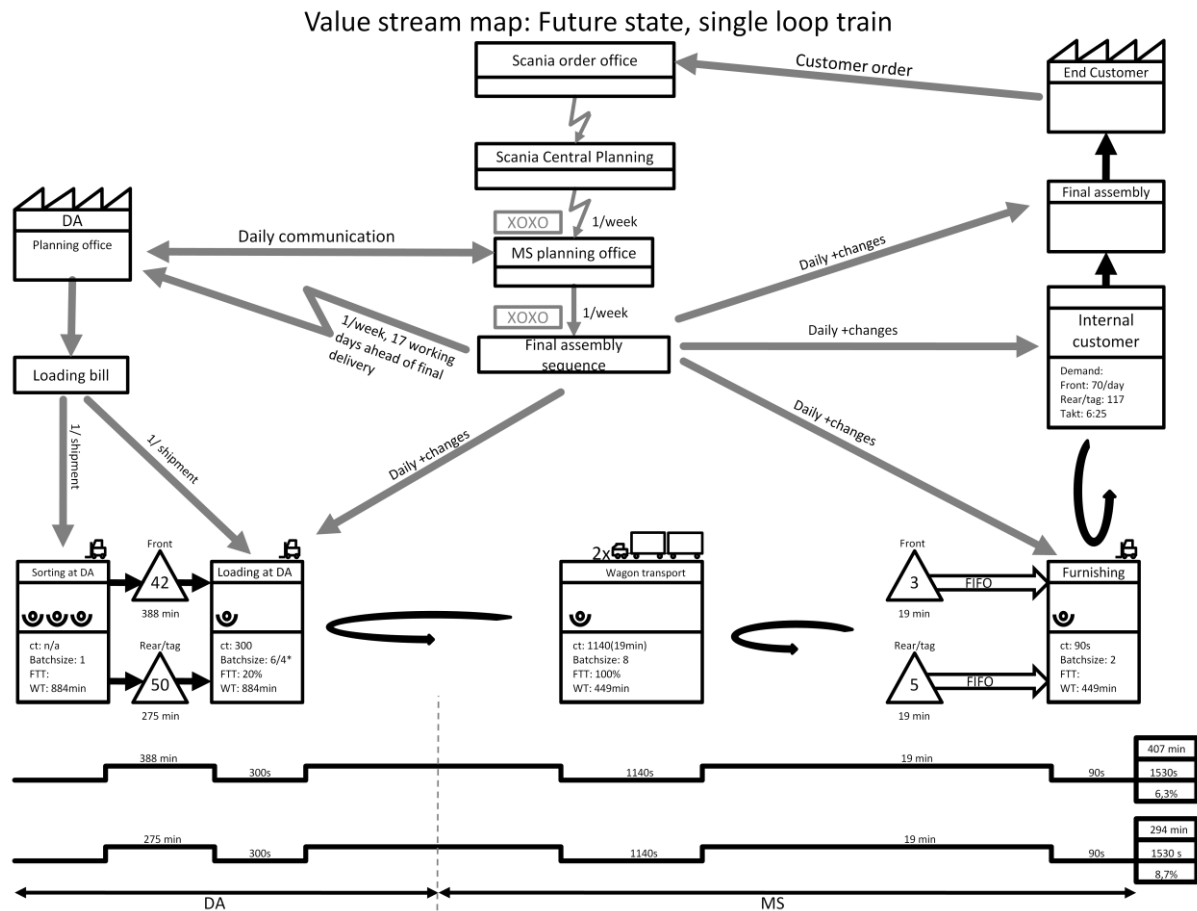 Value stream map: Future state, single loop train
Scania order office
Customer order
End Customer
Scania Central Planning
XOXO
1/week
Final assembly
DA
Planning office
Daily communication
MS planning office
Daily +changes
XOXO
1/week
1/week, 17 working
days ahead of final
delivery
Final assembly
sequence
Daily +changes
Internal
customer
Demand:
Front: 70/day
Rear/tag: 117
Takt: 6:25
Loading bill
1/ shipment
1/ shipment
Daily +changes
Daily +changes
Sorting at DA
ct: n/a
Batchsize: 1
FTT:
WT: 884min
Front
42
388 min
Rear/tag
50
275 min
Loading at DA
ct: 300
Batchsize: 6/4*
FTT: 20%
WT: 884min
2x
Wagon transport
ct: 1140(19min)
Batchsize: 8
FTT: 100%
WT: 449min
Front
3
19 min
FIFO
Rear/tag
5
19 min
FIFO
Furnishing
ct: 90s
Batchsize: 2
FTT:
WT: 449min
388 min
300s
1140s
19 min
90s
407 min
1530s
6,3%
275 min
300s
1140s
19 min
90s
294 min
1530 s
8,7%
DA
MS